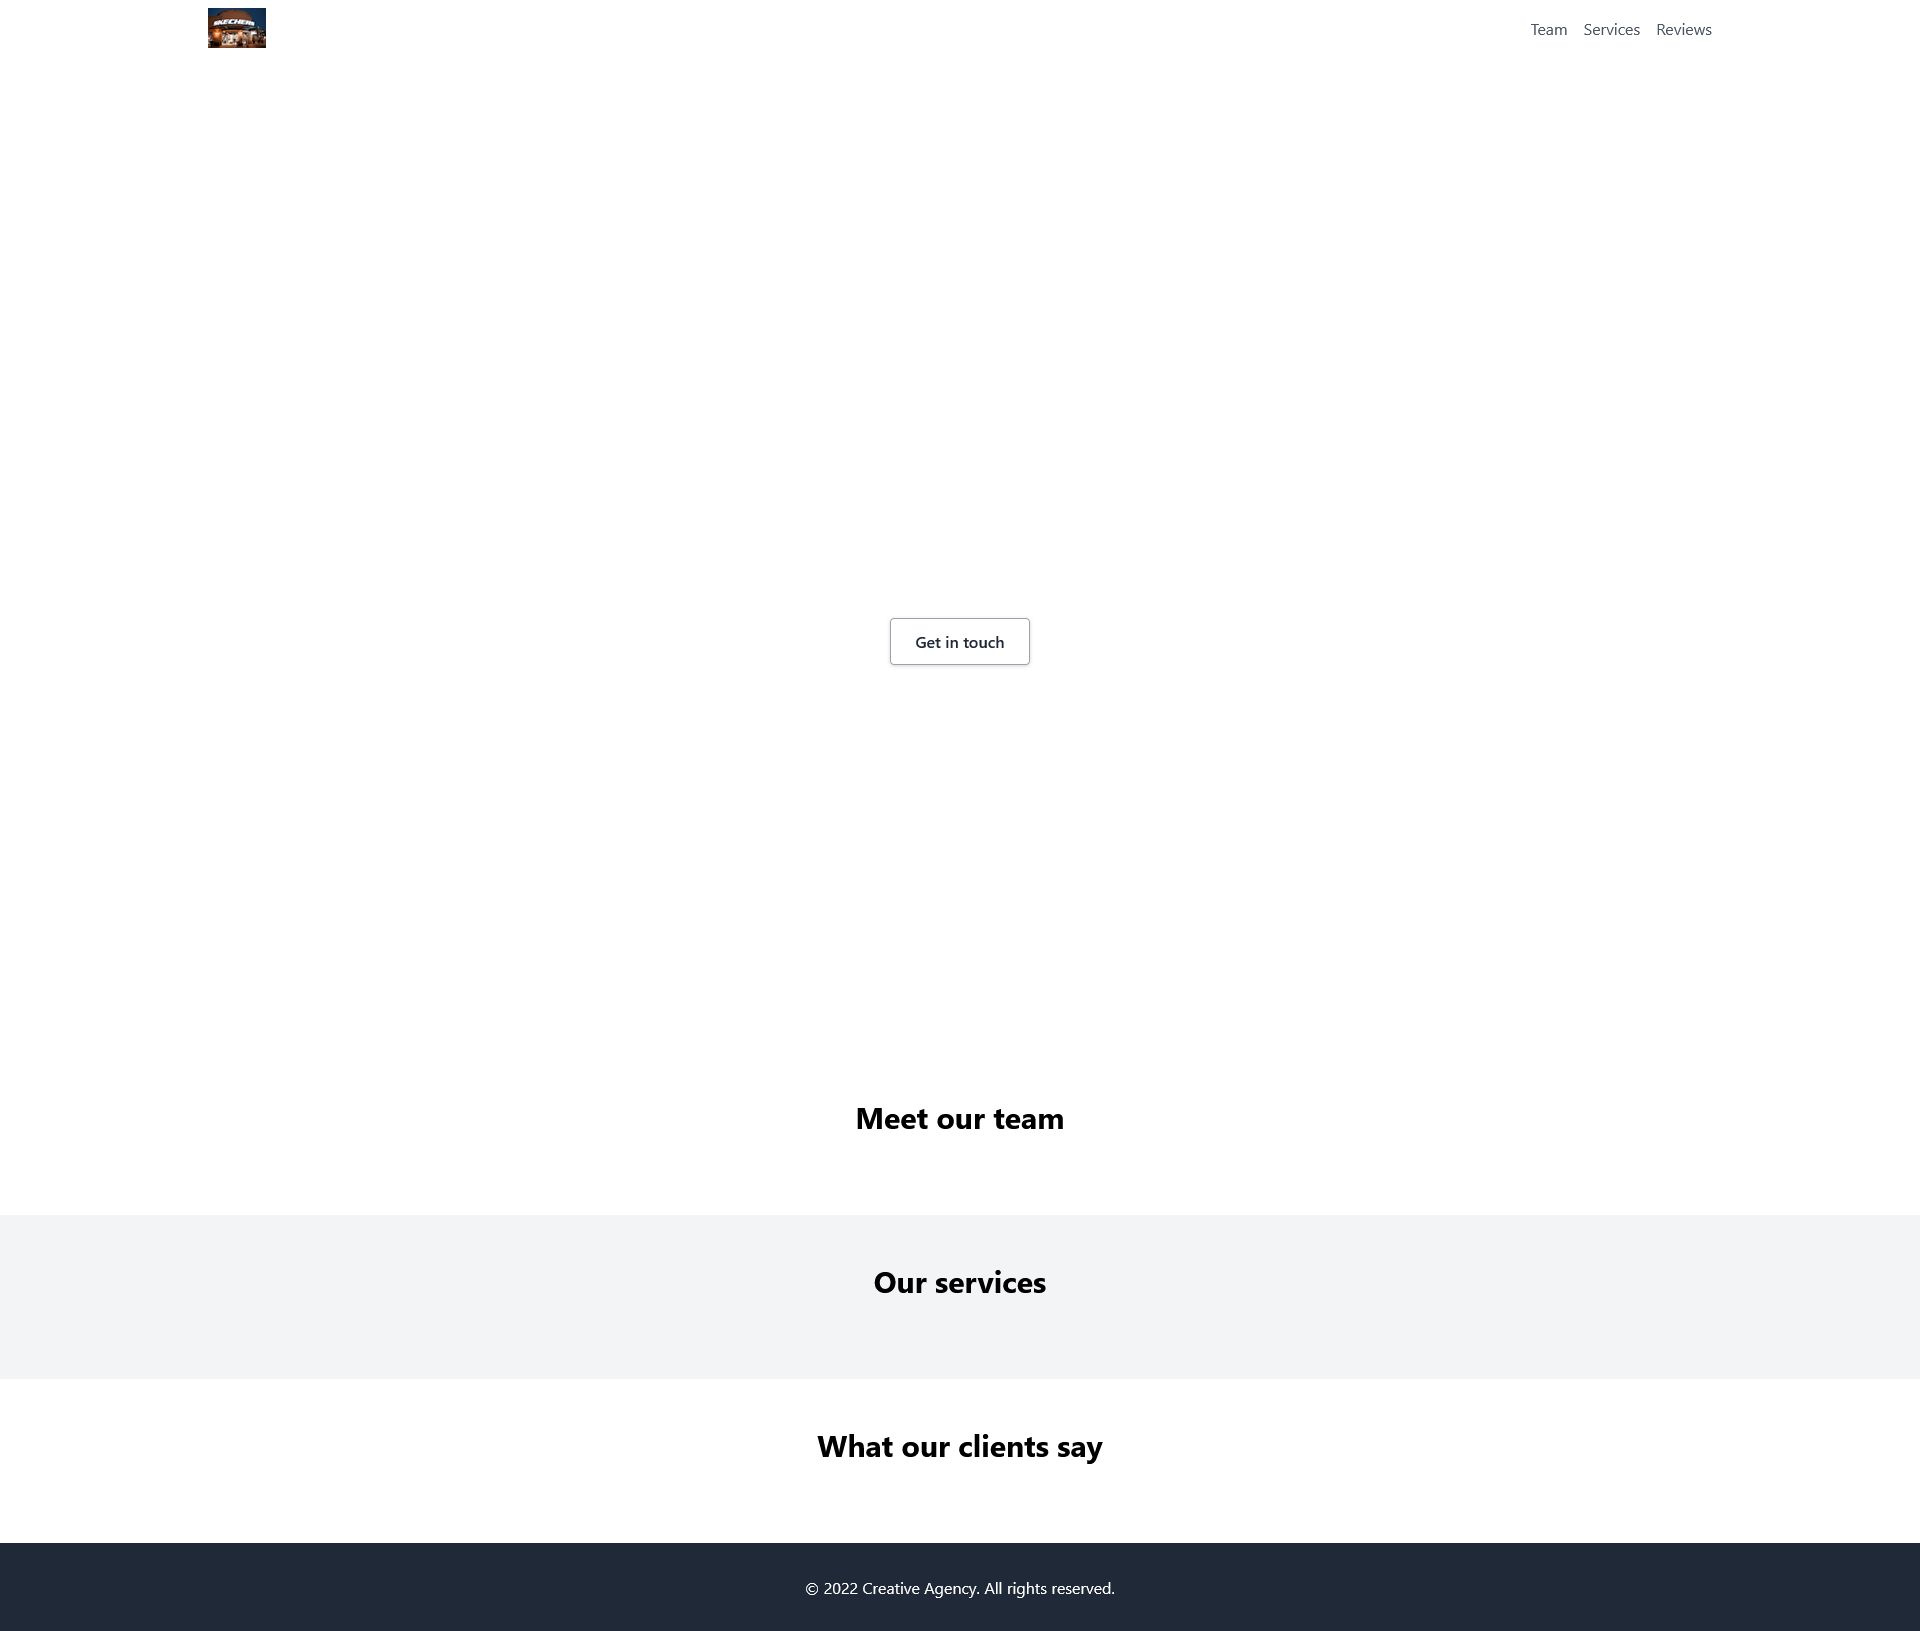 SKECHERS
Team
Services
Reviews
Get in touch
Meet our team
Our services
What our clients say
© 2022 Creative Agency. All rights reserved.